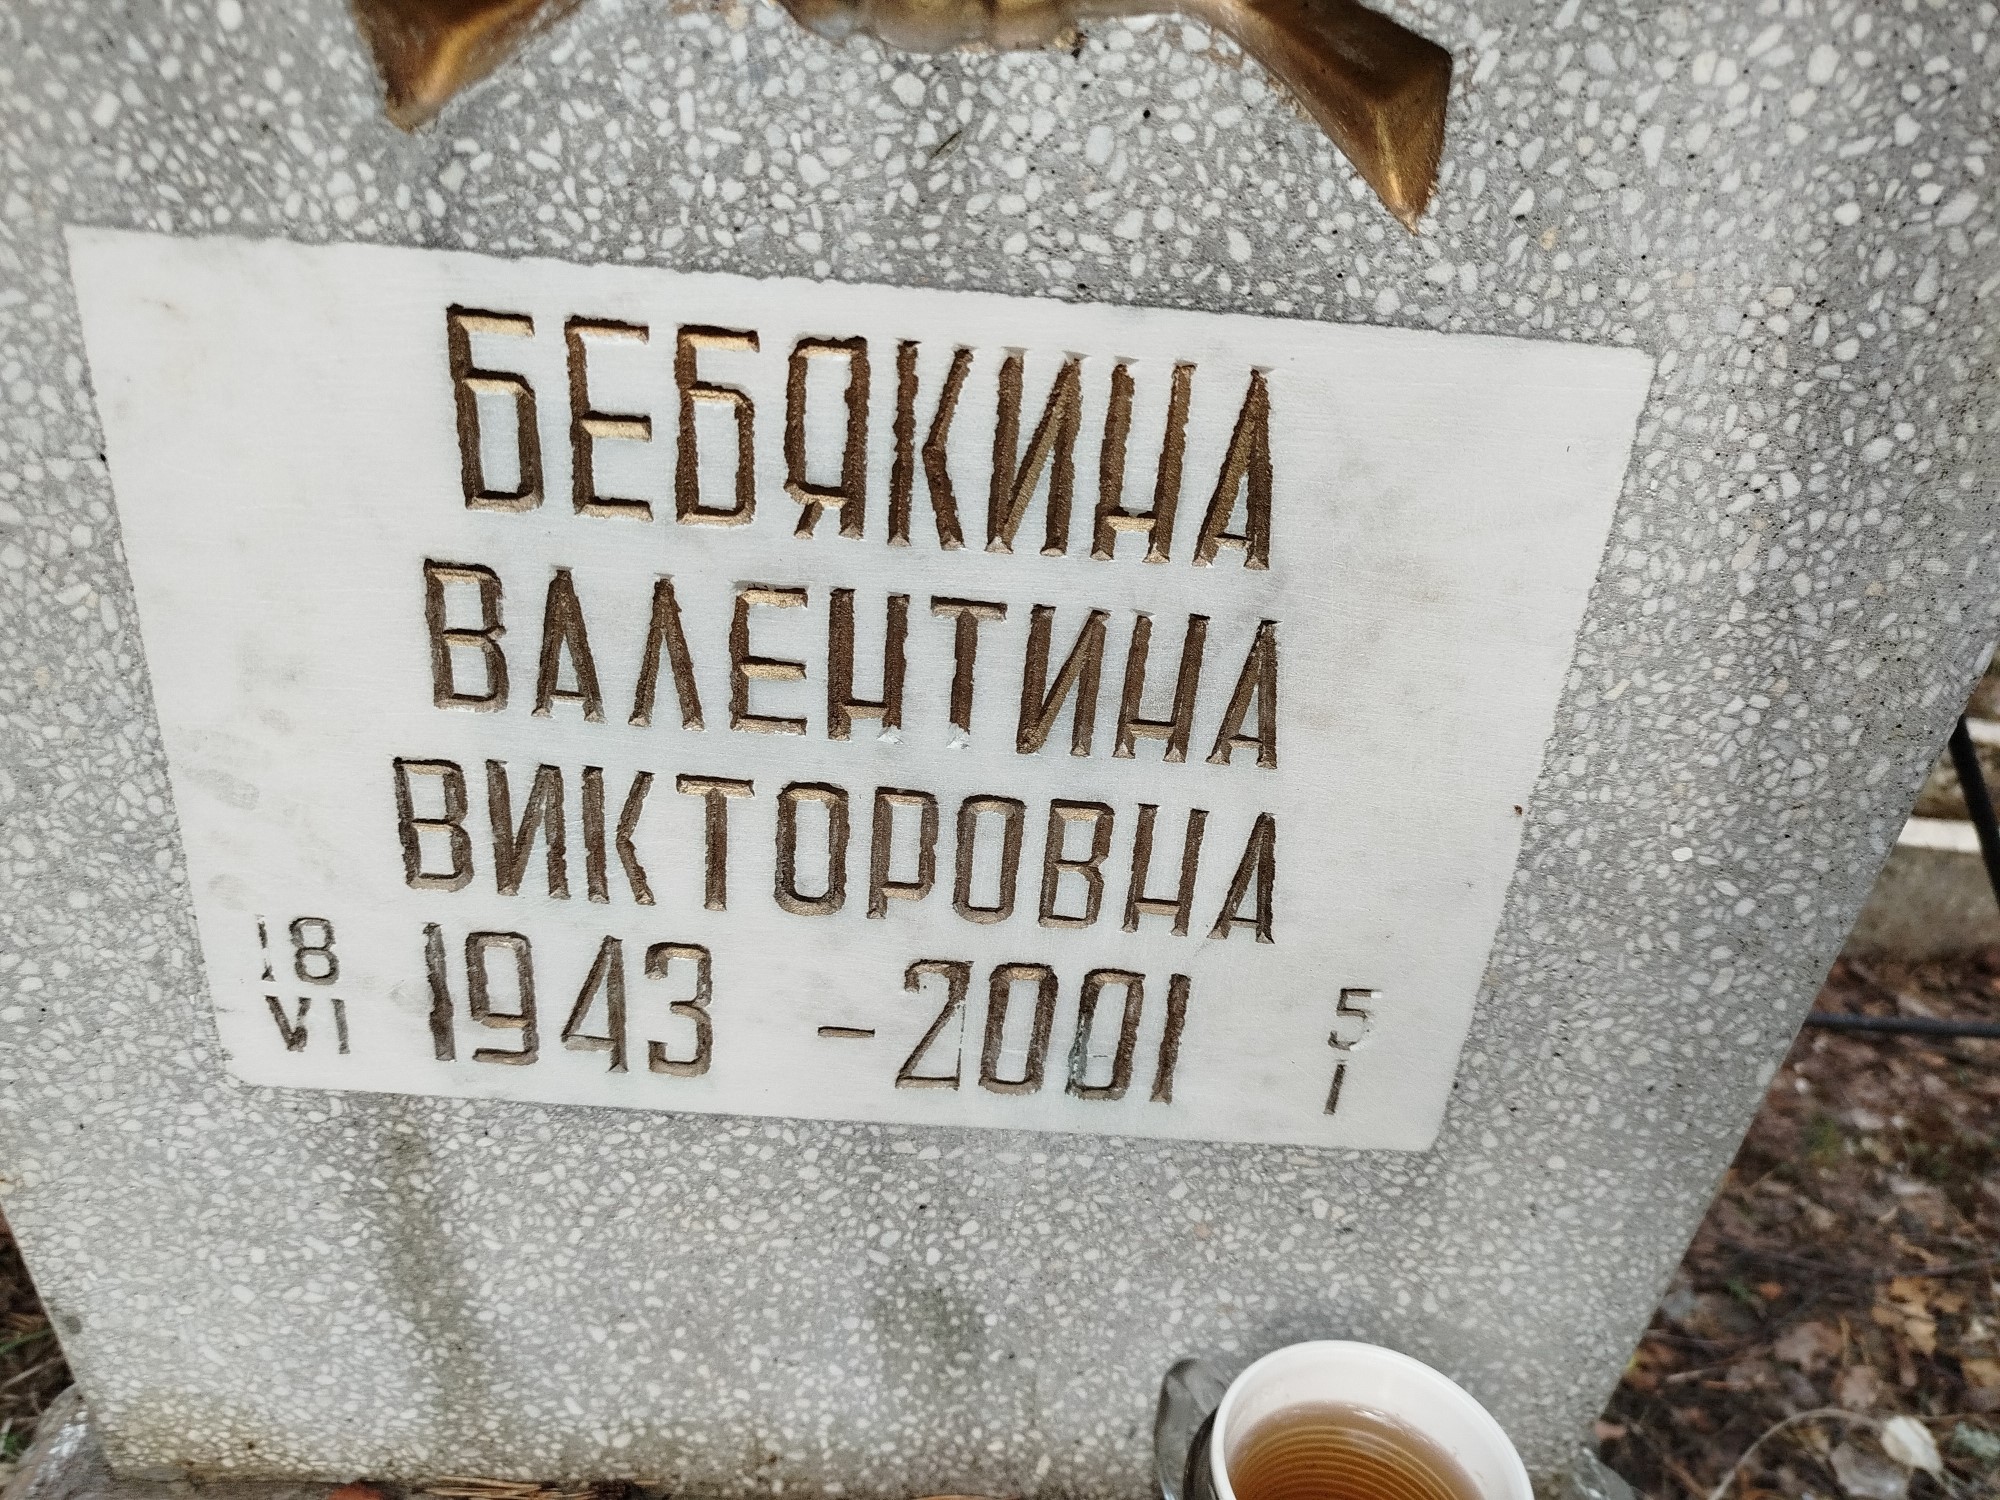 БЕБЯКИНА
ВАЛЕНТИНА
ВИКТОРОВНА
18 1943 - 2001 5
VI I